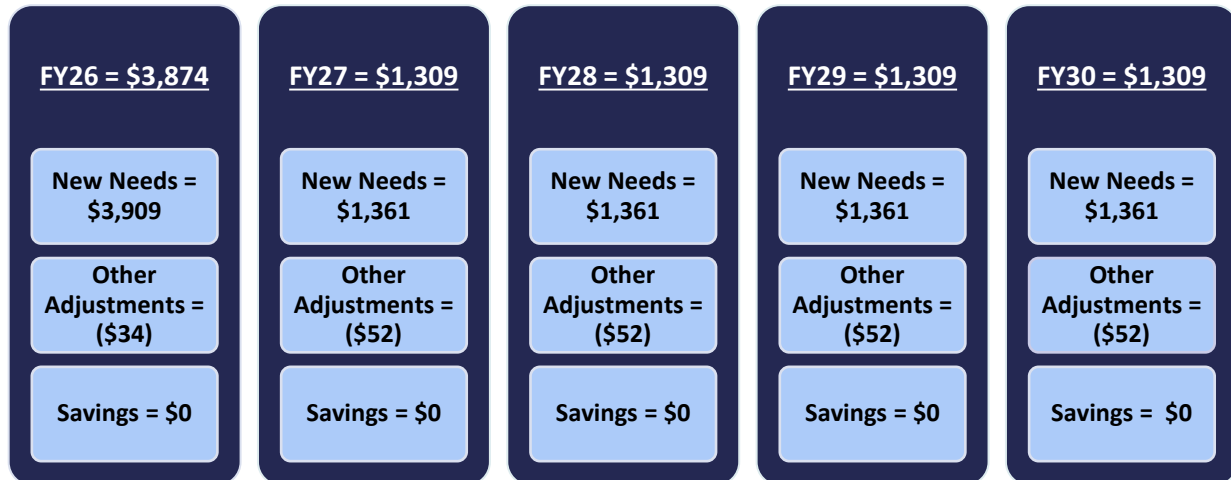 FY26 = $3,874
New Needs =
$3,909
Other
Adjustments =
($34)
Savings = $0
FY27 = $1,309
New Needs =
$1,361
Other
Adjustments =
($52)
Savings = $0
FY28 = $1,309
New Needs =
$1,361
Other
Adjustments =
($52)
Savings = $0
FY29 = $1,309
New Needs =
$1,361
Other
Adjustments =
($52)
Savings = $0
FY30 = $1,309
New Needs =
$1,361
Other
Adjustments =
($52)
Savings =  $0